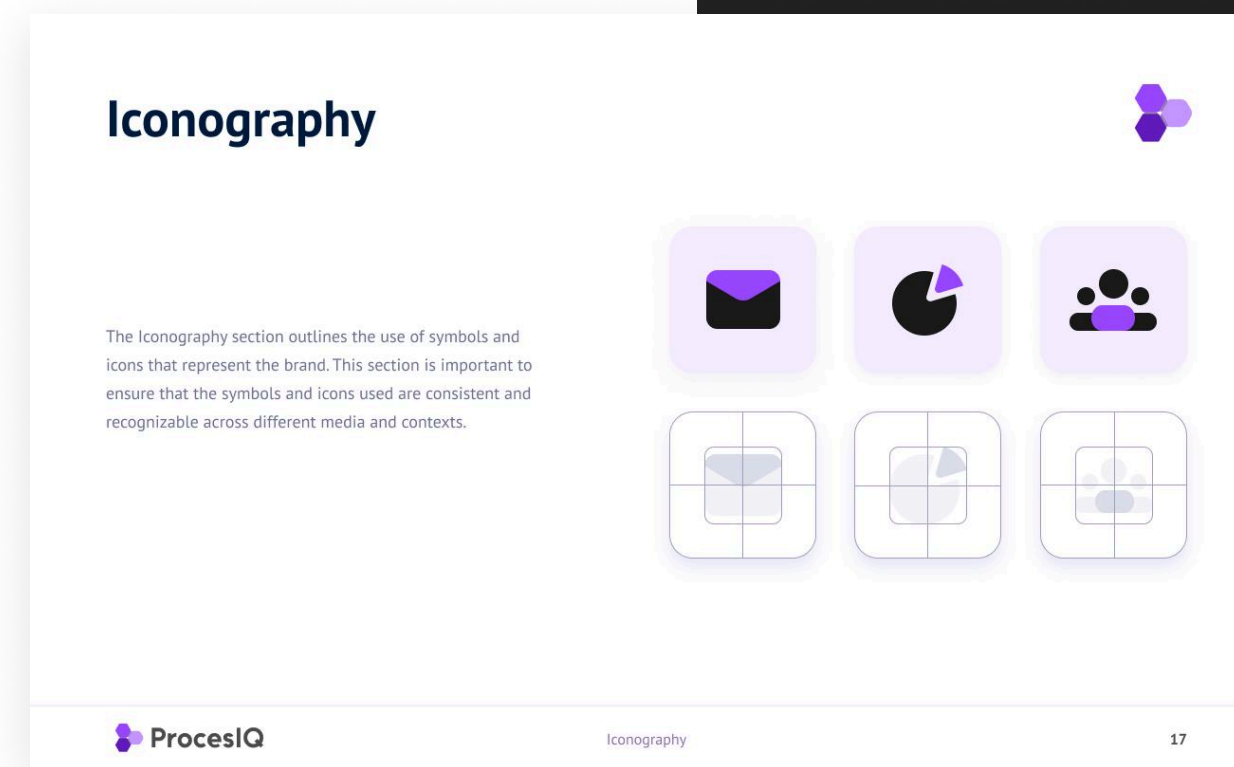 Iconography
The Iconography section outlines the use of symbols and
icons that represent the brand. This section is important to
ensure that the symbols and icons used are consistent and
recognizable across different media and contexts.
ProcesIQ
Iconography
17